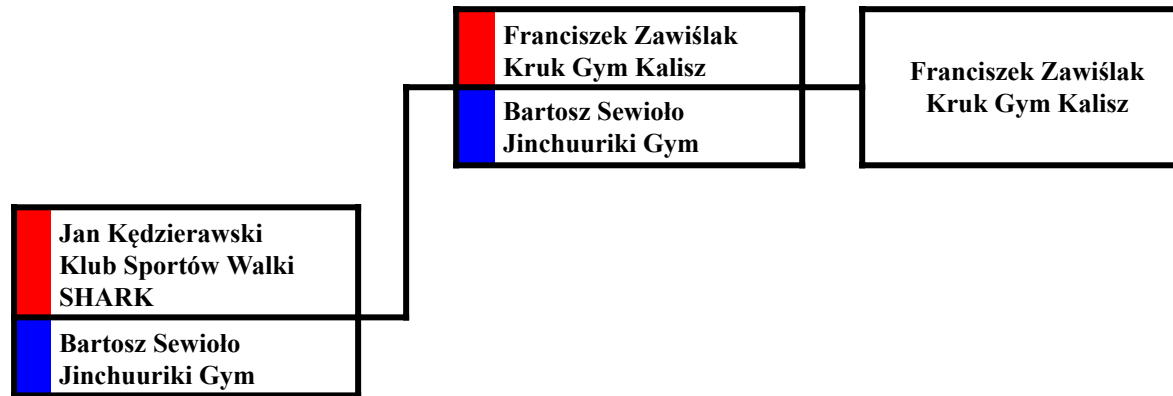 Franciszek Zawiślak
Kruk Gym Kalisz
Bartosz Sewioło
Jinchuuriki Gym
Franciszek Zawiślak
Kruk Gym Kalisz
Jan Kędzierawski
Klub Sportów Walki
SHARK
Bartosz Sewioło
Jinchuuriki Gym